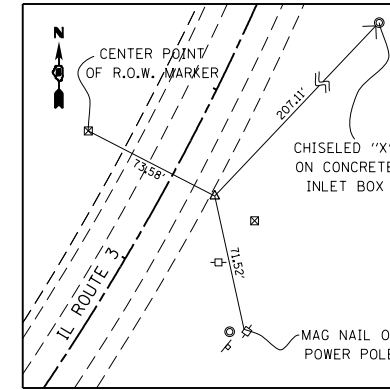 N
CENTER POINT
OF R.O.W. MARKER
207.11'
CHISELED "X"
ON CONCRETE
INLET BOX
73.58'
71.52'
IL ROUTE 3
MAG NAIL O
POWER POLE